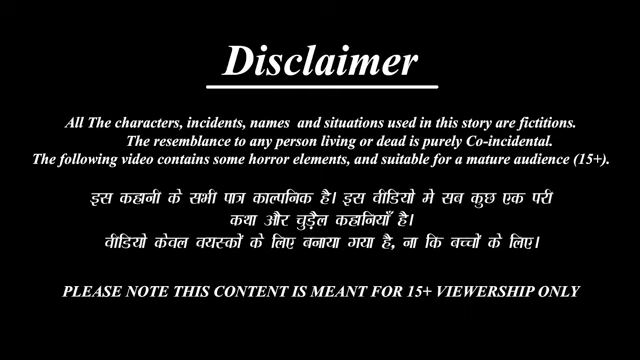 Disclaimer
All The characters, incidents, names and situations used in this story are fictitions.
The resemblance to any person living or dead is purely Co-incidental.
The following video contains some horror elements, and suitable for a mature audience (15+).
इस कहानी के सभी पात्र काल्पनिक है। इस वीडियो मे सब कुछ एक परी
कथा और चुड़ैल कहानियाँ है।
वीडियो केवल वयस्कों के लिए बनाया गया है, ना कि बच्चों के लिए।
PLEASE NOTE THIS CONTENT IS MEANT FOR 15+ VIEWERSHIP ONLY